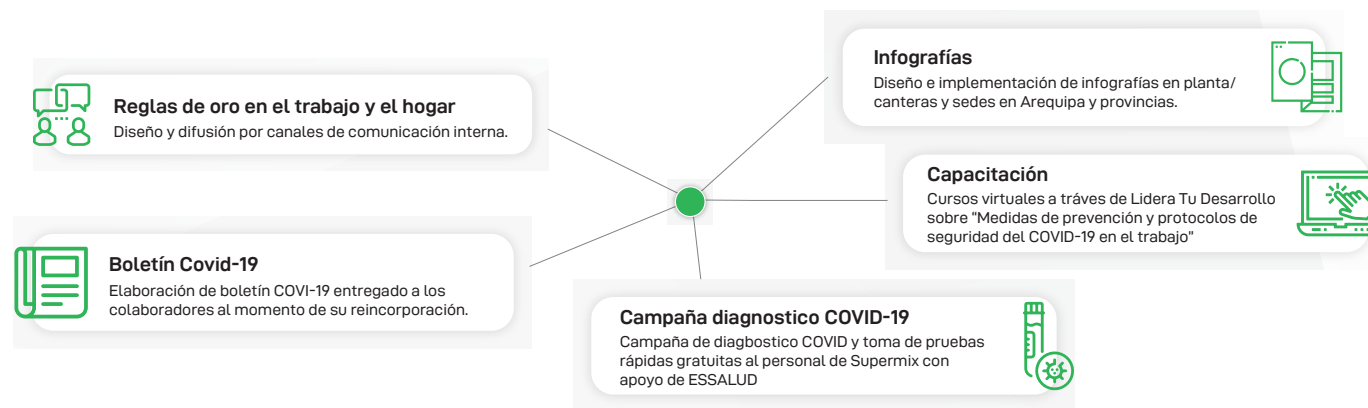 Reglas de oro en el trabajo y el hogar
Diseño y difusión por canales de comunicación interna.
Boletín Covid-19
Elaboración de boletín COVI-19 entregado a los
colaboradores al momento de su reincorporación.
Infografías
Diseño e implementación de infografías en planta/
canteras y sedes en Arequipa y provincias.
Capacitación
Cursos virtuales a tráves de Lidera Tu Desarrollo
sobre "Medidas de prevención y protocolos de
seguridad del COVID-19 en el trabajo"
Campaña diagnostico COVID-19
Campaña de diagbostico COVID y toma de pruebas
rápidas gratuitas al personal de Supermix con
apoyo de ESSALUD